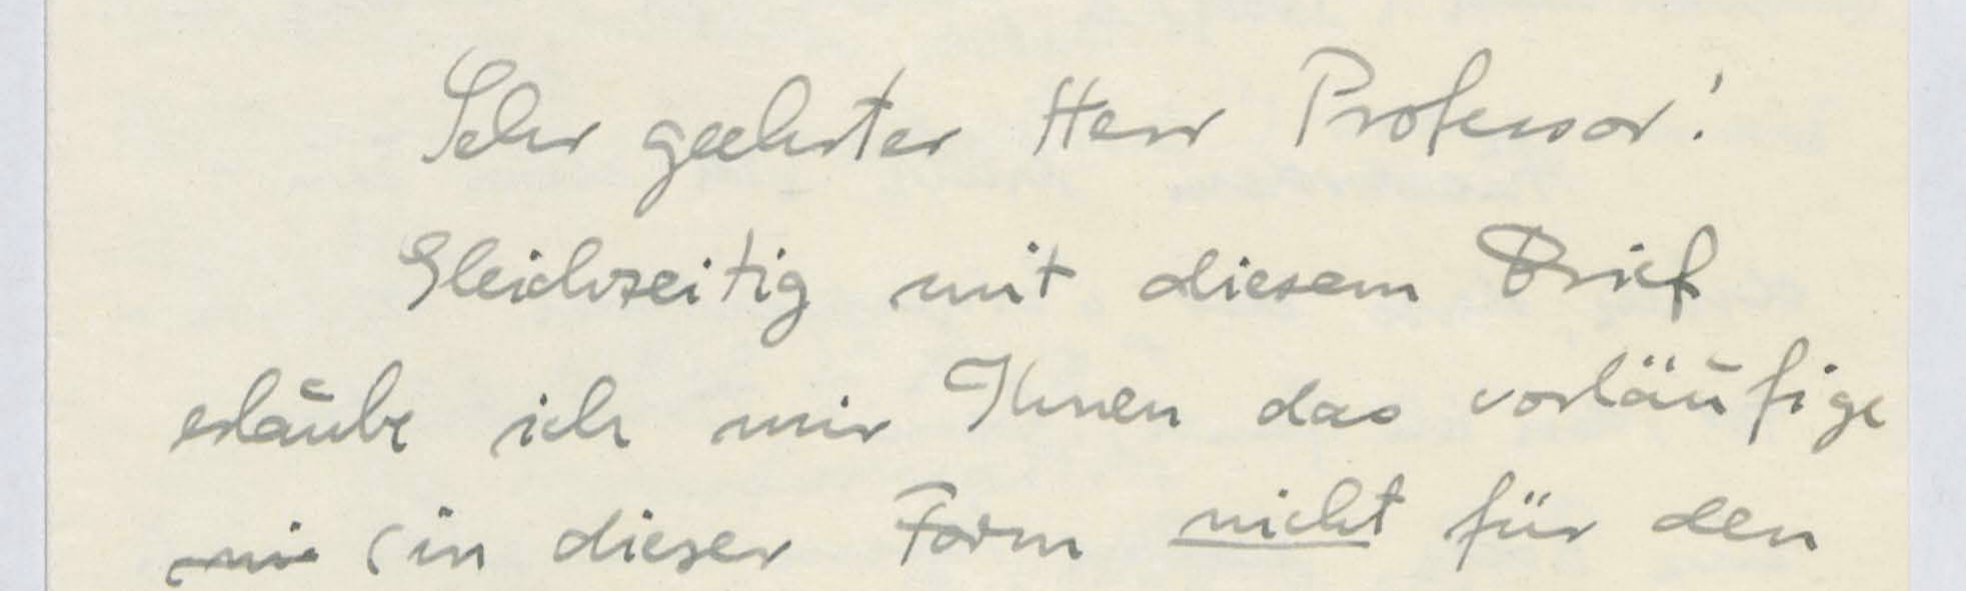 Sehr geehrter Herr Professor!
Gleichzeitig mit diesem Brief
erlaube ich mir Ihnen das vorläufige
(in dieser Form nicht für den